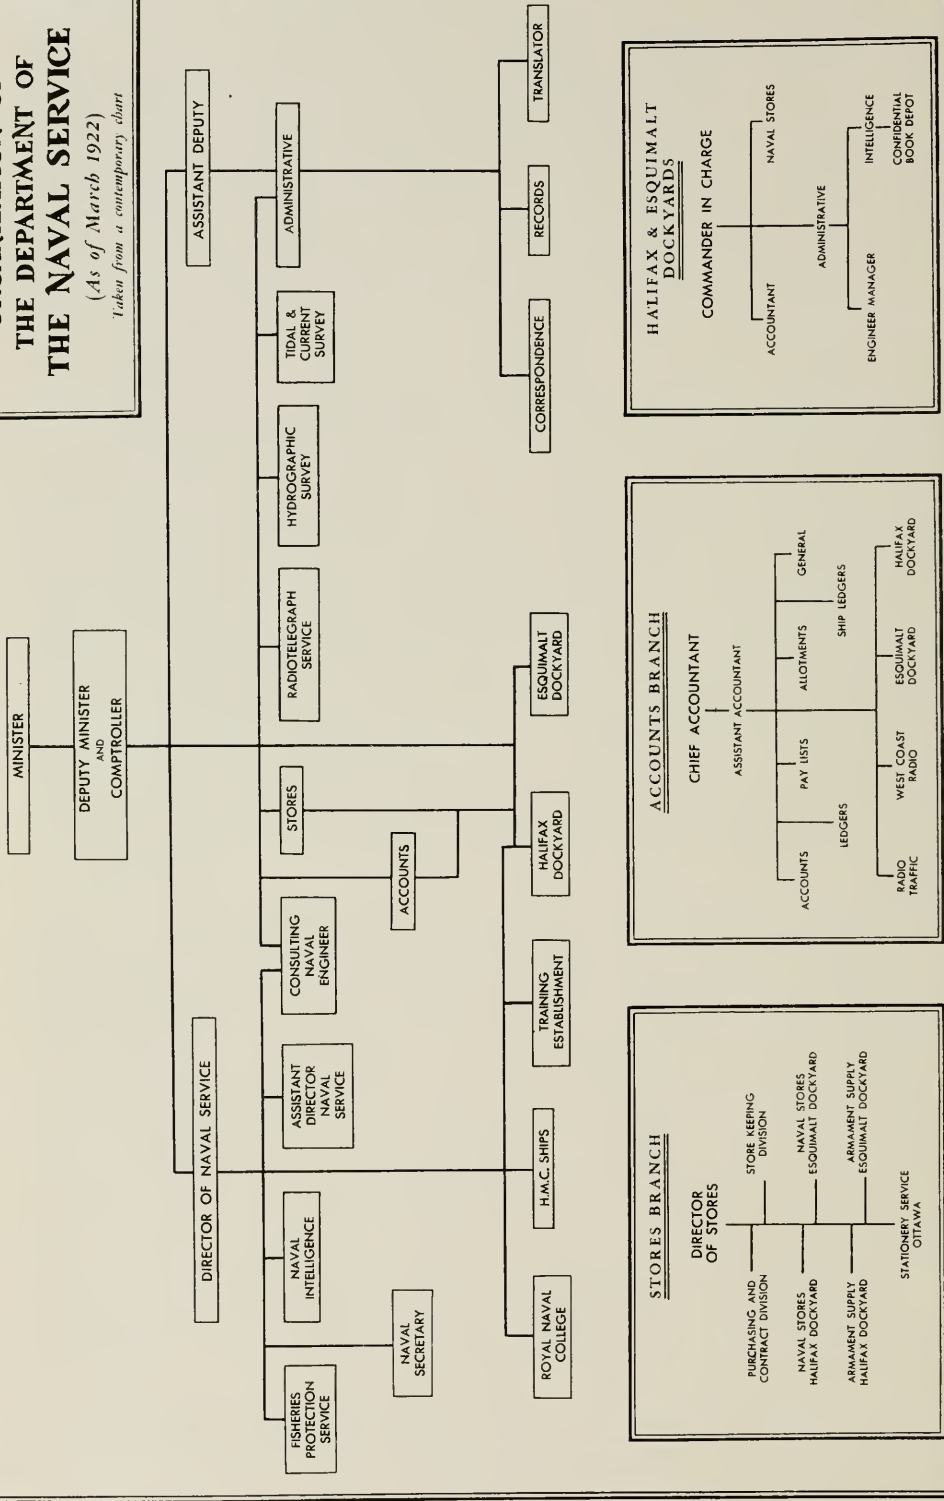 THE DEPARTMENT OF
THE NAVAL SERVICE
(As of March 1922)
Taken from a contemporary chart
MINISTER
DEPUTY MINISTER
AND
COMPTROLLER
DIRECTOR OF NAVAL SERVICE
ASSISTANT DEPUTY
FISHERIES
PROTECTION
SERVICE
NAVAL
INTELLIGENCE
ASSISTANT
DIRECTOR
NAVAL
SERVICE
CONSULTING
NAVAL
ENGINEER
STORES
RADIOTELEGRAPH
SERVICE
HYDROGRAPHIC
SURVEY
TIDAL &
CURRENT
SURVEY
ADMINISTRATIVE
NAVAL
SECRETARY
ACCOUNTS
ROYAL NAVAL
COLLEGE
H.M.C. SHIPS
TRAINING
ESTABLISHMENT
HALIFAX
DOCKYARD
ESQUIMALT
DOCKYARD
CORRESPONDENCE
RECORDS
TRANSLATOR
STORES BRANCH
DIRECTOR
OF STORES
PURCHASING AND
CONTRACT DIVISION
STORE KEEPING
DIVISION
NAVAL STORES
HALIFAX DOCKYARD
NAVAL STORES
ESQUIMALT DOCKYARD
ARMAMENT SUPPLY
HALIFAX DOCKYARD
ARMAMENT SUPPLY
ESQUIMALT DOCKYARD
STATIONERY SERVICE
OTTAWA
ACCOUNTS BRANCH
CHIEF ACCOUNTANT
ASSISTANT ACCOUNTANT
ACCOUNTS
PAY LISTS
ALLOTMENTS
GENERAL
LEDGERS
SHIP LEDGERS
RADIO
TRAFFIC
WEST COAST
RADIO
ESQUIMALT
DOCKYARD
HALIFAX
DOCKYARD
HALIFAX & ESQUIMALT
DOCKYARDS
COMMANDER IN CHARGE
ACCOUNTANT
NAVAL STORES
ADMINISTRATIVE
ENGINEER MANAGER
INTELLIGENCE
CONFIDENTIAL
BOOK DEPOT